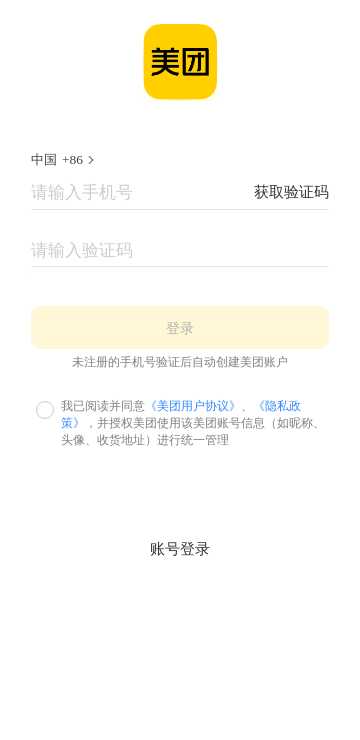 美团
中国 +86
请输入手机号 获取验证码
请输入验证码
登录
未注册的手机号验证后自动创建美团账户
我已阅读并同意《美团用户协议》、《隐私政
策》，并授权美团使用该美团账号信息（如昵称、
头像、收货地址）进行统一管理
账号登录